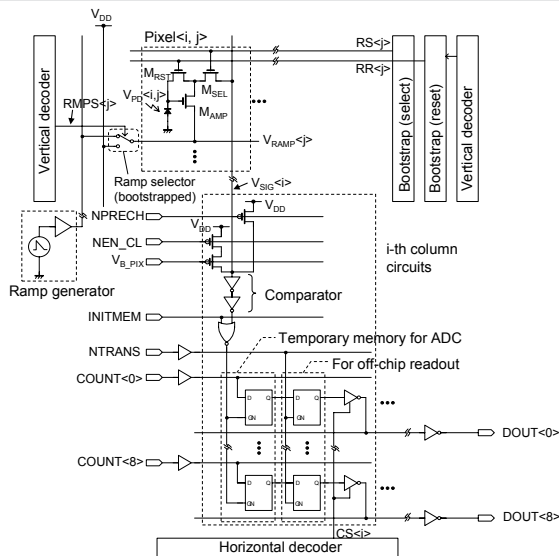 V_DD
Pixel<i, j>
RS<j>
RR<j>
M_RST
M_SEL
V_PD<i,j>
M_AMP
RMPS<j>
Vertical decoder
V_RAMP<j>
Bootstrap (select)
Bootstrap (reset)
Vertical decoder
Ramp selector
(bootstrapped)
V_SIG<i>
NPRECH
V_DD
V_DD
NEN_CL
V_B_PIX
i-th column
circuits
Ramp generator
Comparator
INITMEM
NTRANS
Temporary memory for ADC
For off-chip readout
COUNT<0>
D Q
GN
D Q
GN
DOUT<0>
COUNT<8>
D Q
GN
D Q
GN
DOUT<8>
CS<i>
Horizontal decoder